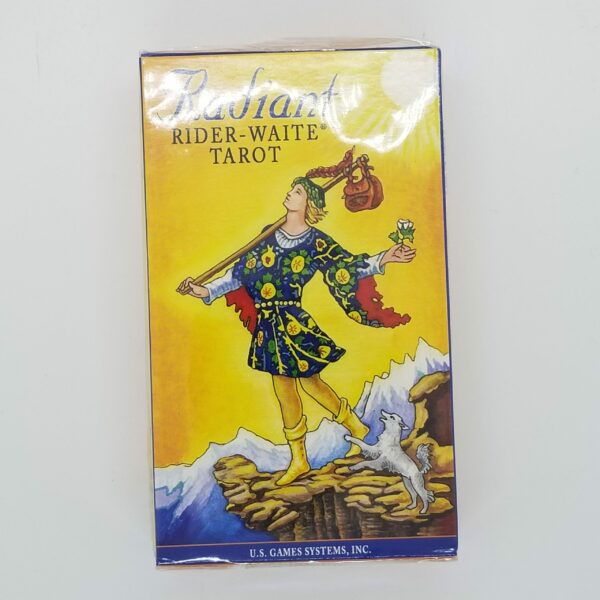 Radiant
RIDER-WAITE®
TAROT
U.S. GAMES SYSTEMS, INC.